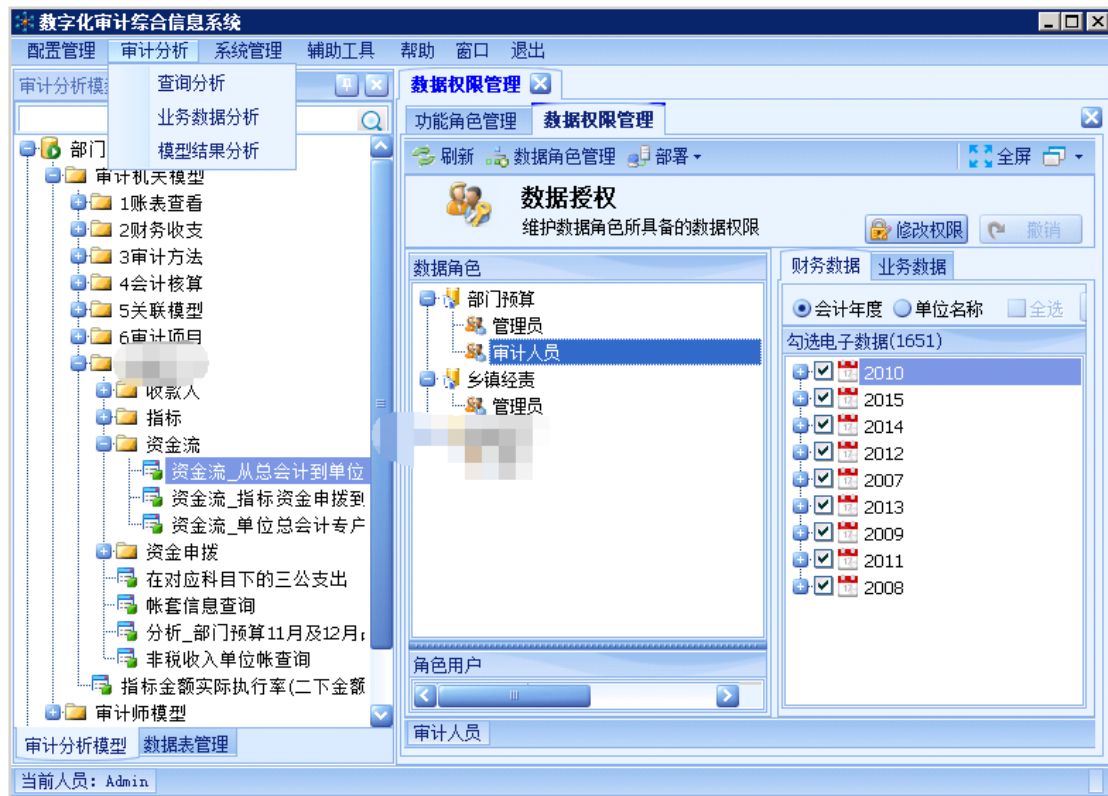 数字化审计综合信息系统
配置管理 审计分析 系统管理 辅助工具 帮助 窗口 退出
查询分析
业务数据分析
模型结果分析
审计分析模
部门
审计机关模型
1账表查看
2财务收支
3审计方法
4会计核算
5关联模型
6审计项目
收款人
指标
资金流
资金流_从总会计到单位
资金流_指标资金申拨到
资金流_单位总会计专户
资金申拨
在对应科目下的三公支出
帐套信息查询
分析_部门预算11月及12月
非税收入单位帐查询
指标金额实际执行率(二下金额
审计师模型
审计分析模型 数据表管理
数据权限管理
功能角色管理 数据权限管理
刷新 数据角色管理 部署 全屏
数据授权
维护数据角色所具备的数据权限
修改权限 撤销
数据角色
部门预算
管理员
审计人员
乡镇经责
管理员
角色用户
审计人员
财务数据 业务数据
会计年度 单位名称 全选
勾选电子数据(1651)
2010
2015
2014
2012
2007
2013
2009
2011
2008
当前人员: Admin